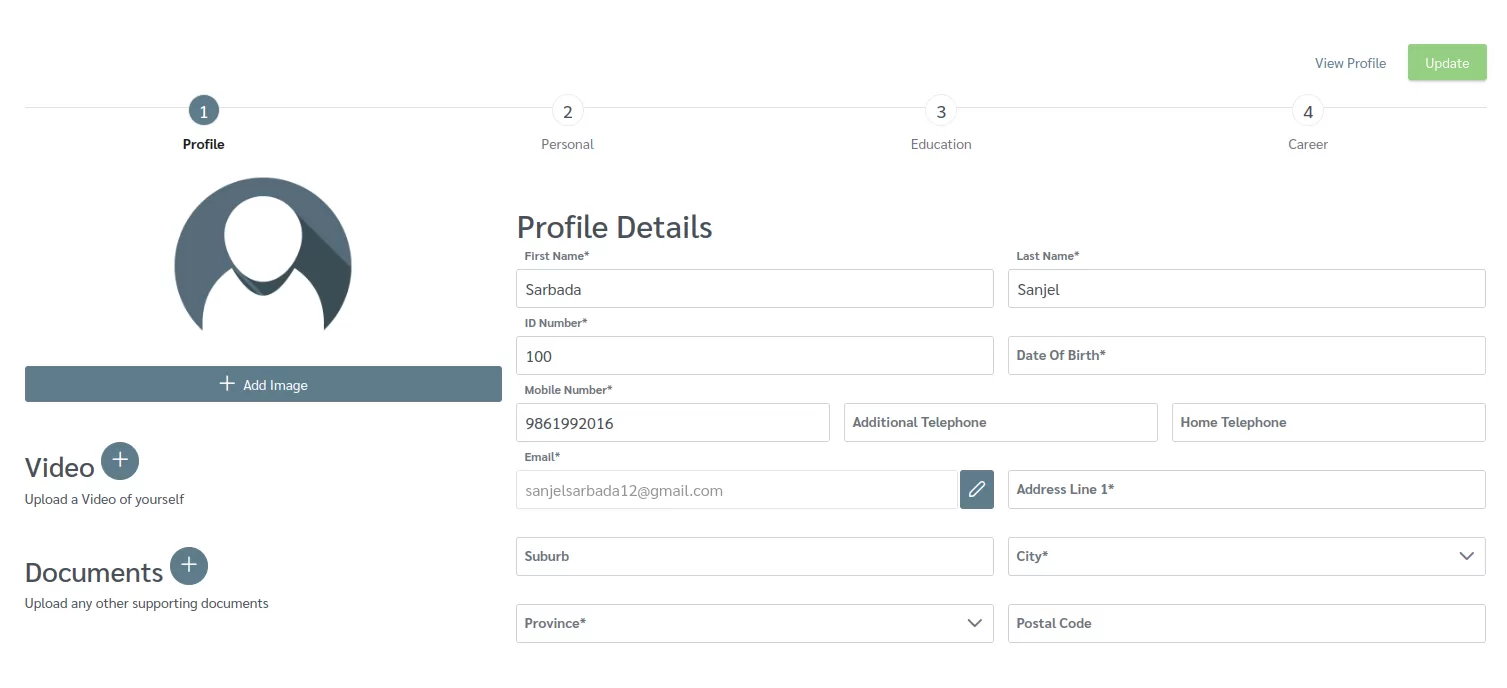 View Profile Update
1 2 3 4
Profile Personal Education Career
Add Image
Video
Upload a Video of yourself
Documents
Upload any other supporting documents
Profile Details
First Name* Last Name*
Sarbada Sanjel
ID Number*
100 Date Of Birth*
Mobile Number*
9861992016 Additional Telephone Home Telephone
Email*
sanjelsarbada12@gmail.com Address Line 1*
Suburb City*
Province* Postal Code